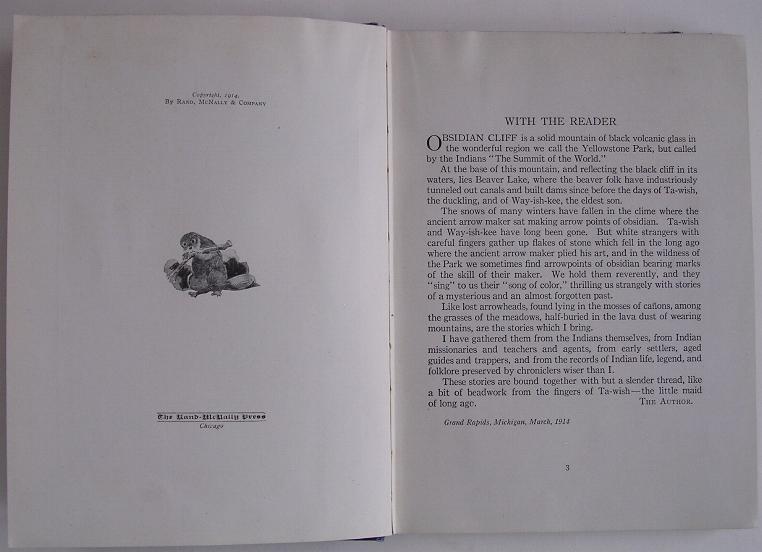 Copyright, 1914,
By Rand, McNally & Company
The Rand-McNally Press
Chicago
WITH THE READER
OBSIDIAN CLIFF is a solid mountain of black volcanic glass in
the wonderful region we call the Yellowstone Park, but called
by the Indians "The Summit of the World."
At the base of this mountain, and reflecting the black cliff in its
waters, lies Beaver Lake, where the beaver folk have industriously
tunneled out canals and built dams since before the days of Ta-wish,
the duckling, and of Way-ish-kee, the eldest son.
The snows of many winters have fallen in the clime where the
ancient arrow maker sat making arrow points of obsidian. Ta-wish
and Way-ish-kee have long been gone. But white strangers with
careful fingers gather up flakes of stone which fell in the long ago
where the ancient arrow maker plied his art, and in the wildness of
the Park we sometimes find arrowpoints of obsidian bearing marks
of the skill of their maker. We hold them reverently, and they
"sing" to us their "song of color," thrilling us strangely with stories
of a mysterious and an almost forgotten past.
Like lost arrowheads, found lying in the mosses of cañons, among
the grasses of the meadows, half-buried in the lava dust of wearing
mountains, are the stories which I bring.
I have gathered them from the Indians themselves, from Indian
missionaries and teachers and agents, from early settlers, aged
guides and trappers, and from the records of Indian life, legend, and
folklore preserved by chroniclers wiser than I.
These stories are bound together with but a slender thread, like
a bit of beadwork from the fingers of Ta-wish—the little maid
of long ago. The Author.
Grand Rapids, Michigan, March, 1914
3